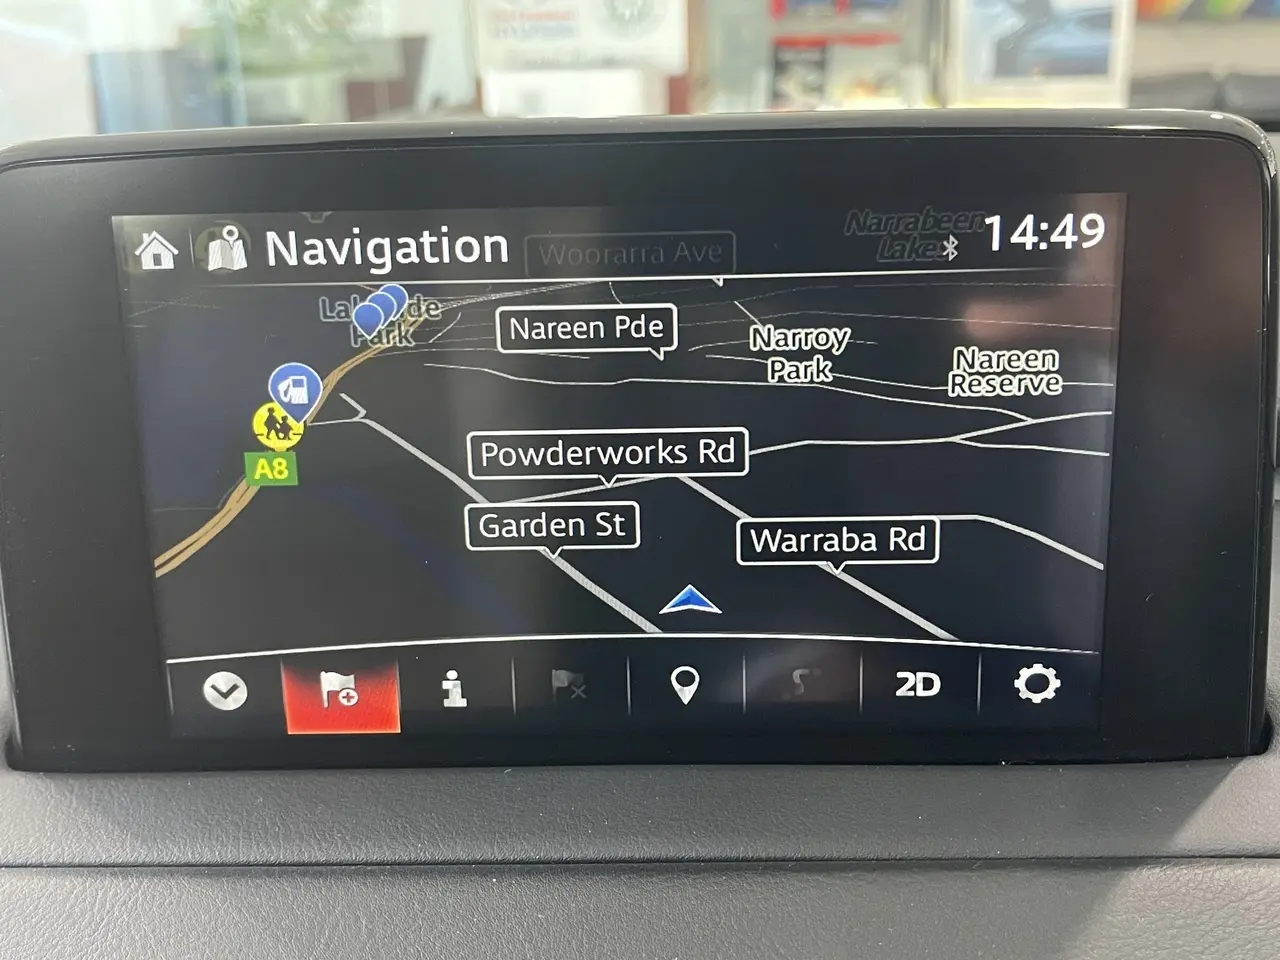 Navigation
Woorarra Ave
Narrabeen
Lakes
14:49
Park
Nareen Pde
Narroy
Park
Nareen
Reserve
A8
Powderworks Rd
Garden St
Warraba Rd
2D